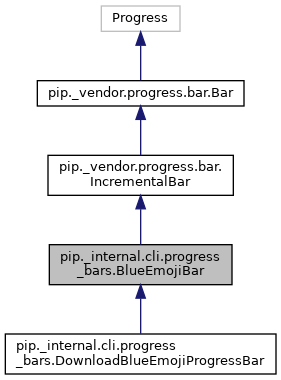 Progress
pip._vendor.progress.bar.Bar
pip._vendor.progress.bar.
IncrementalBar
pip._internal.cli.progress
_bars.BlueEmojiBar
pip._internal.cli.progress
_bars.DownloadBlueEmojiProgressBar